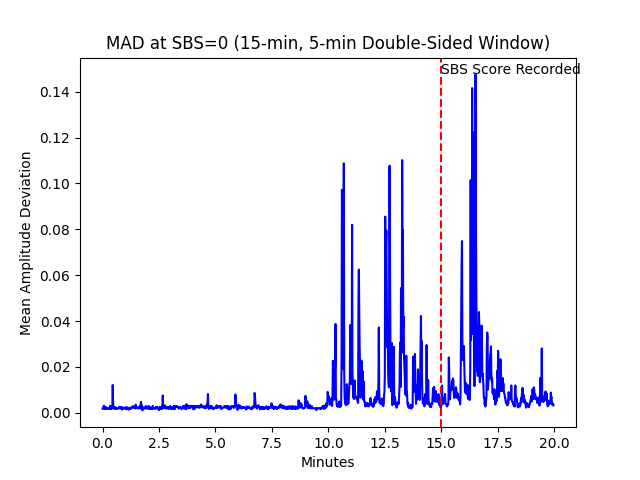 MAD at SBS=0 (15-min, 5-min Double-Sided Window)
SBS Score Recorded
0.14
0.12
0.10
0.08
0.06
0.04
0.02
0.00
Mean Amplitude Deviation
0.0 2.5 5.0 7.5 10.0 12.5 15.0 17.5 20.0
Minutes